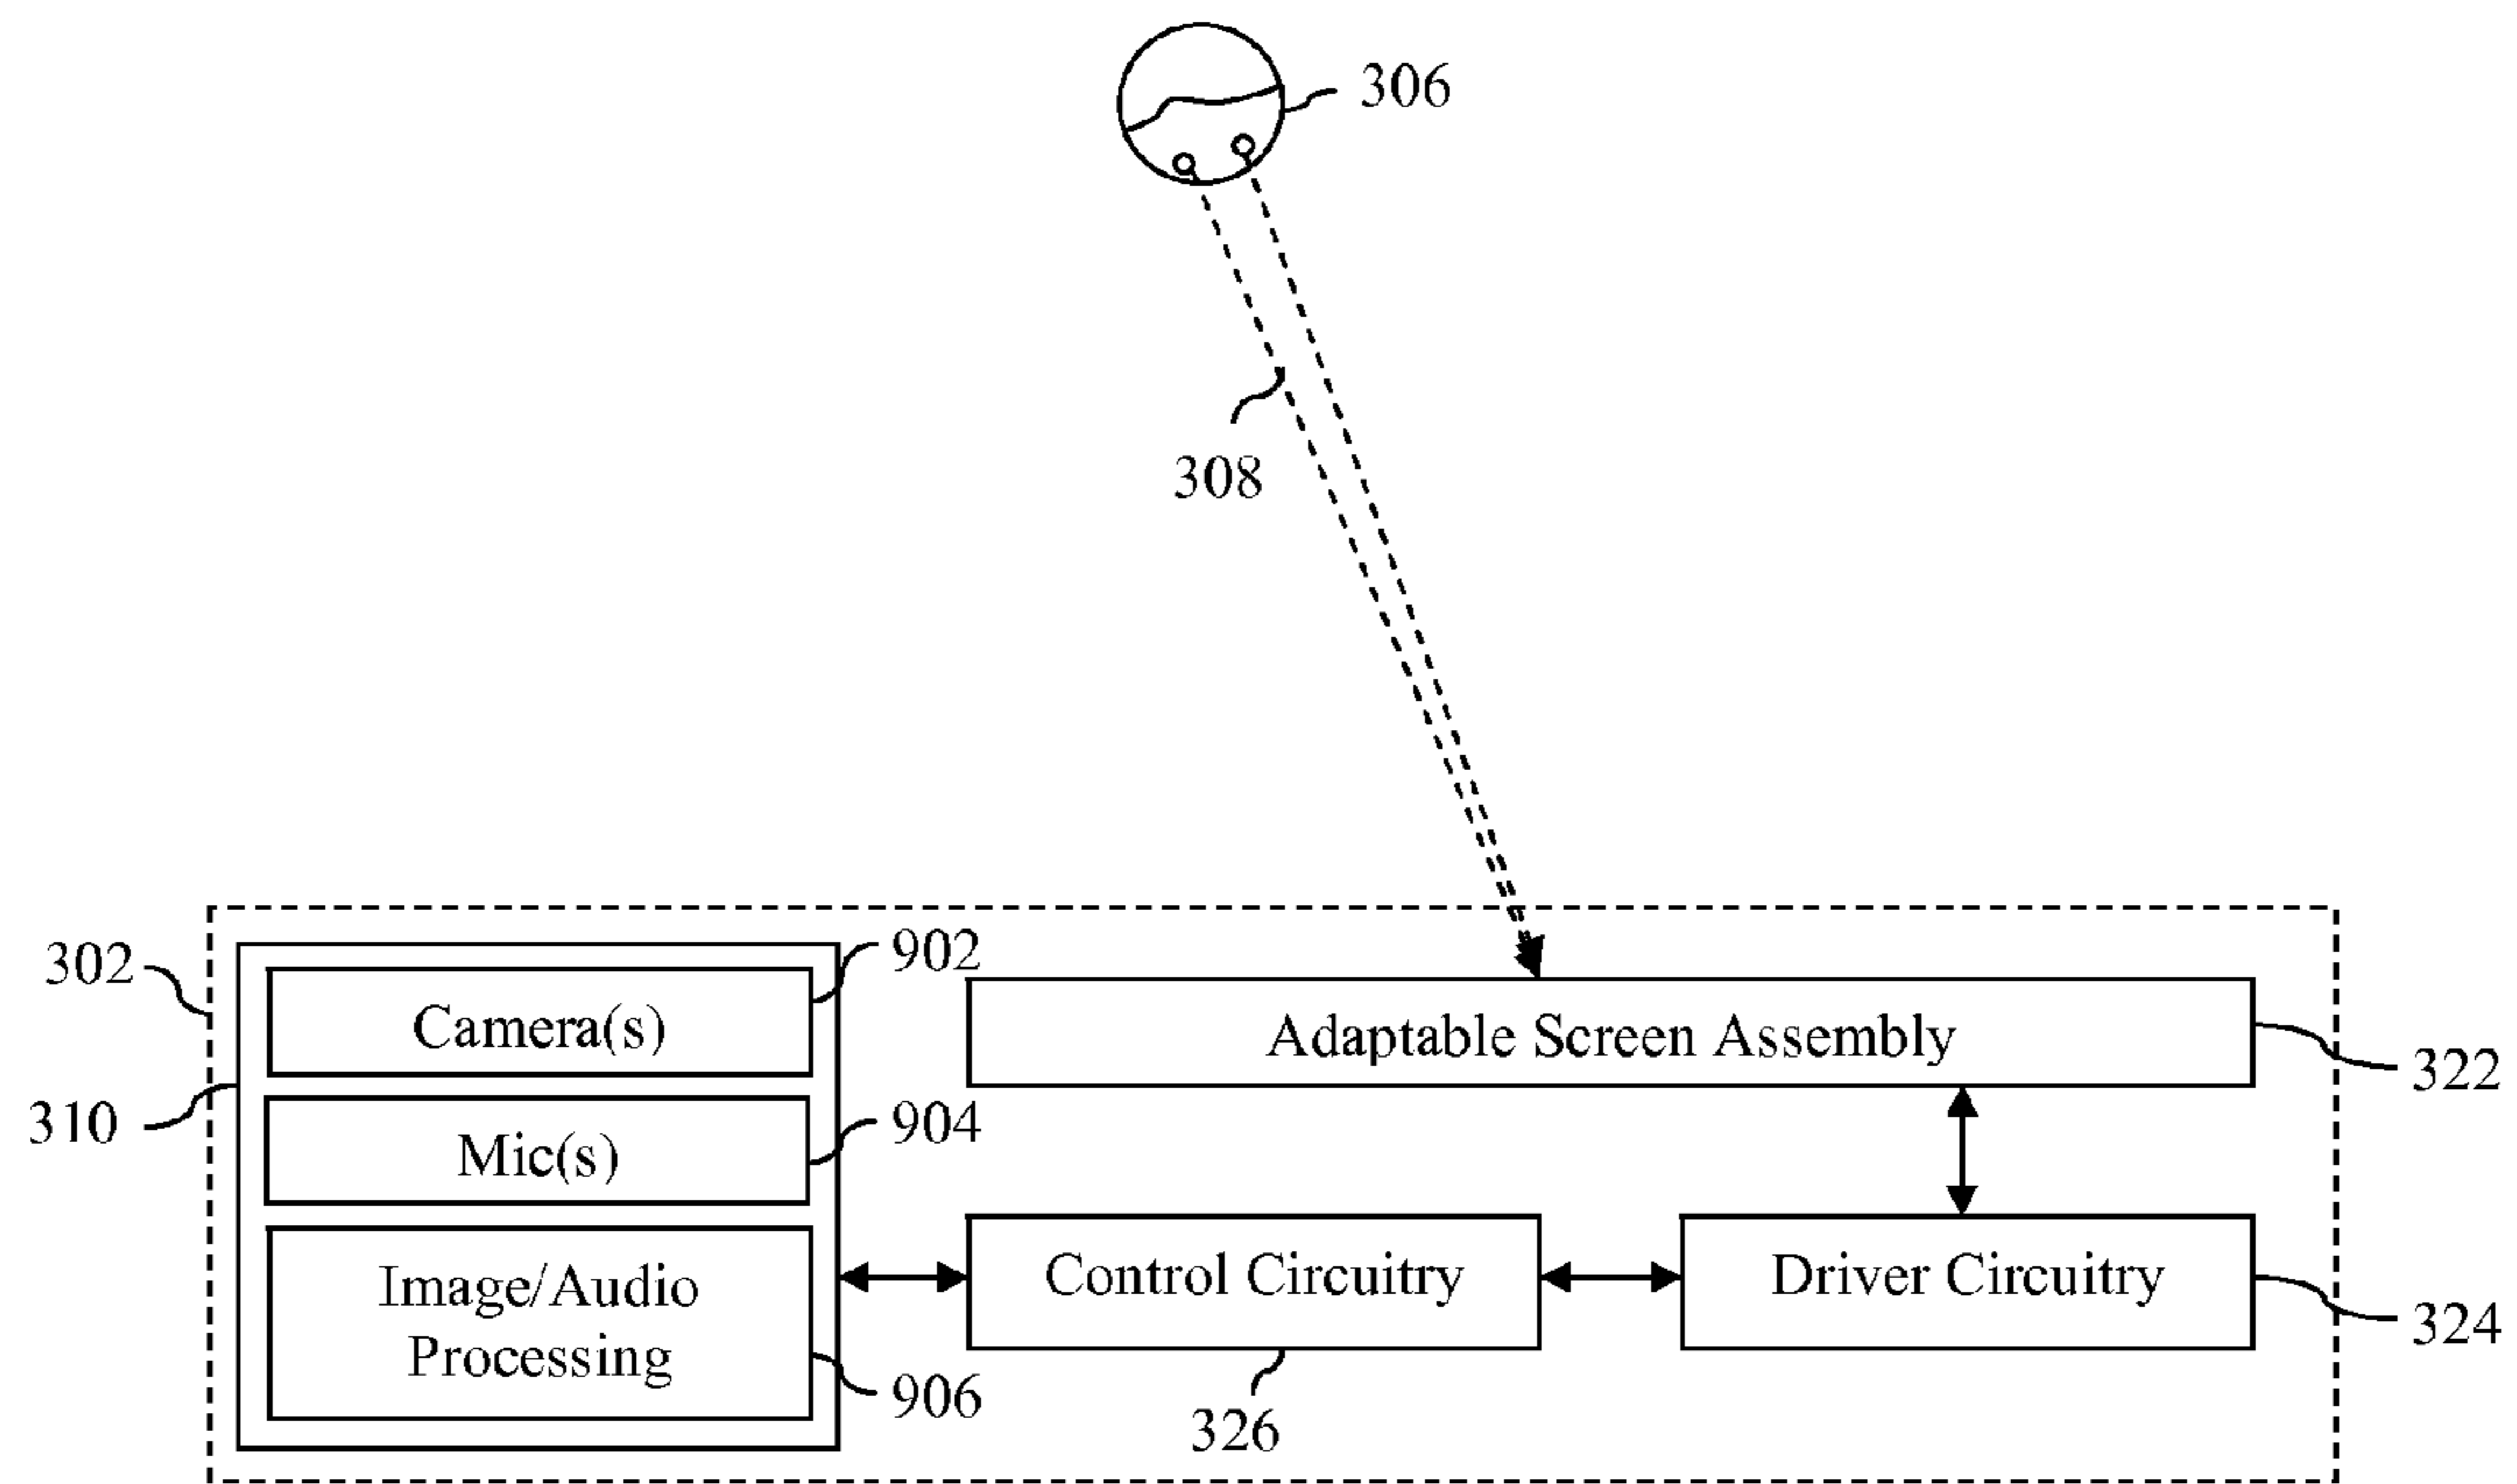 306
308
302
902
Camera(s)
Adaptable Screen Assembly
322
310
904
Mic(s)
Image/Audio
Processing
Control Circuitry
Driver Circuitry
324
906
326